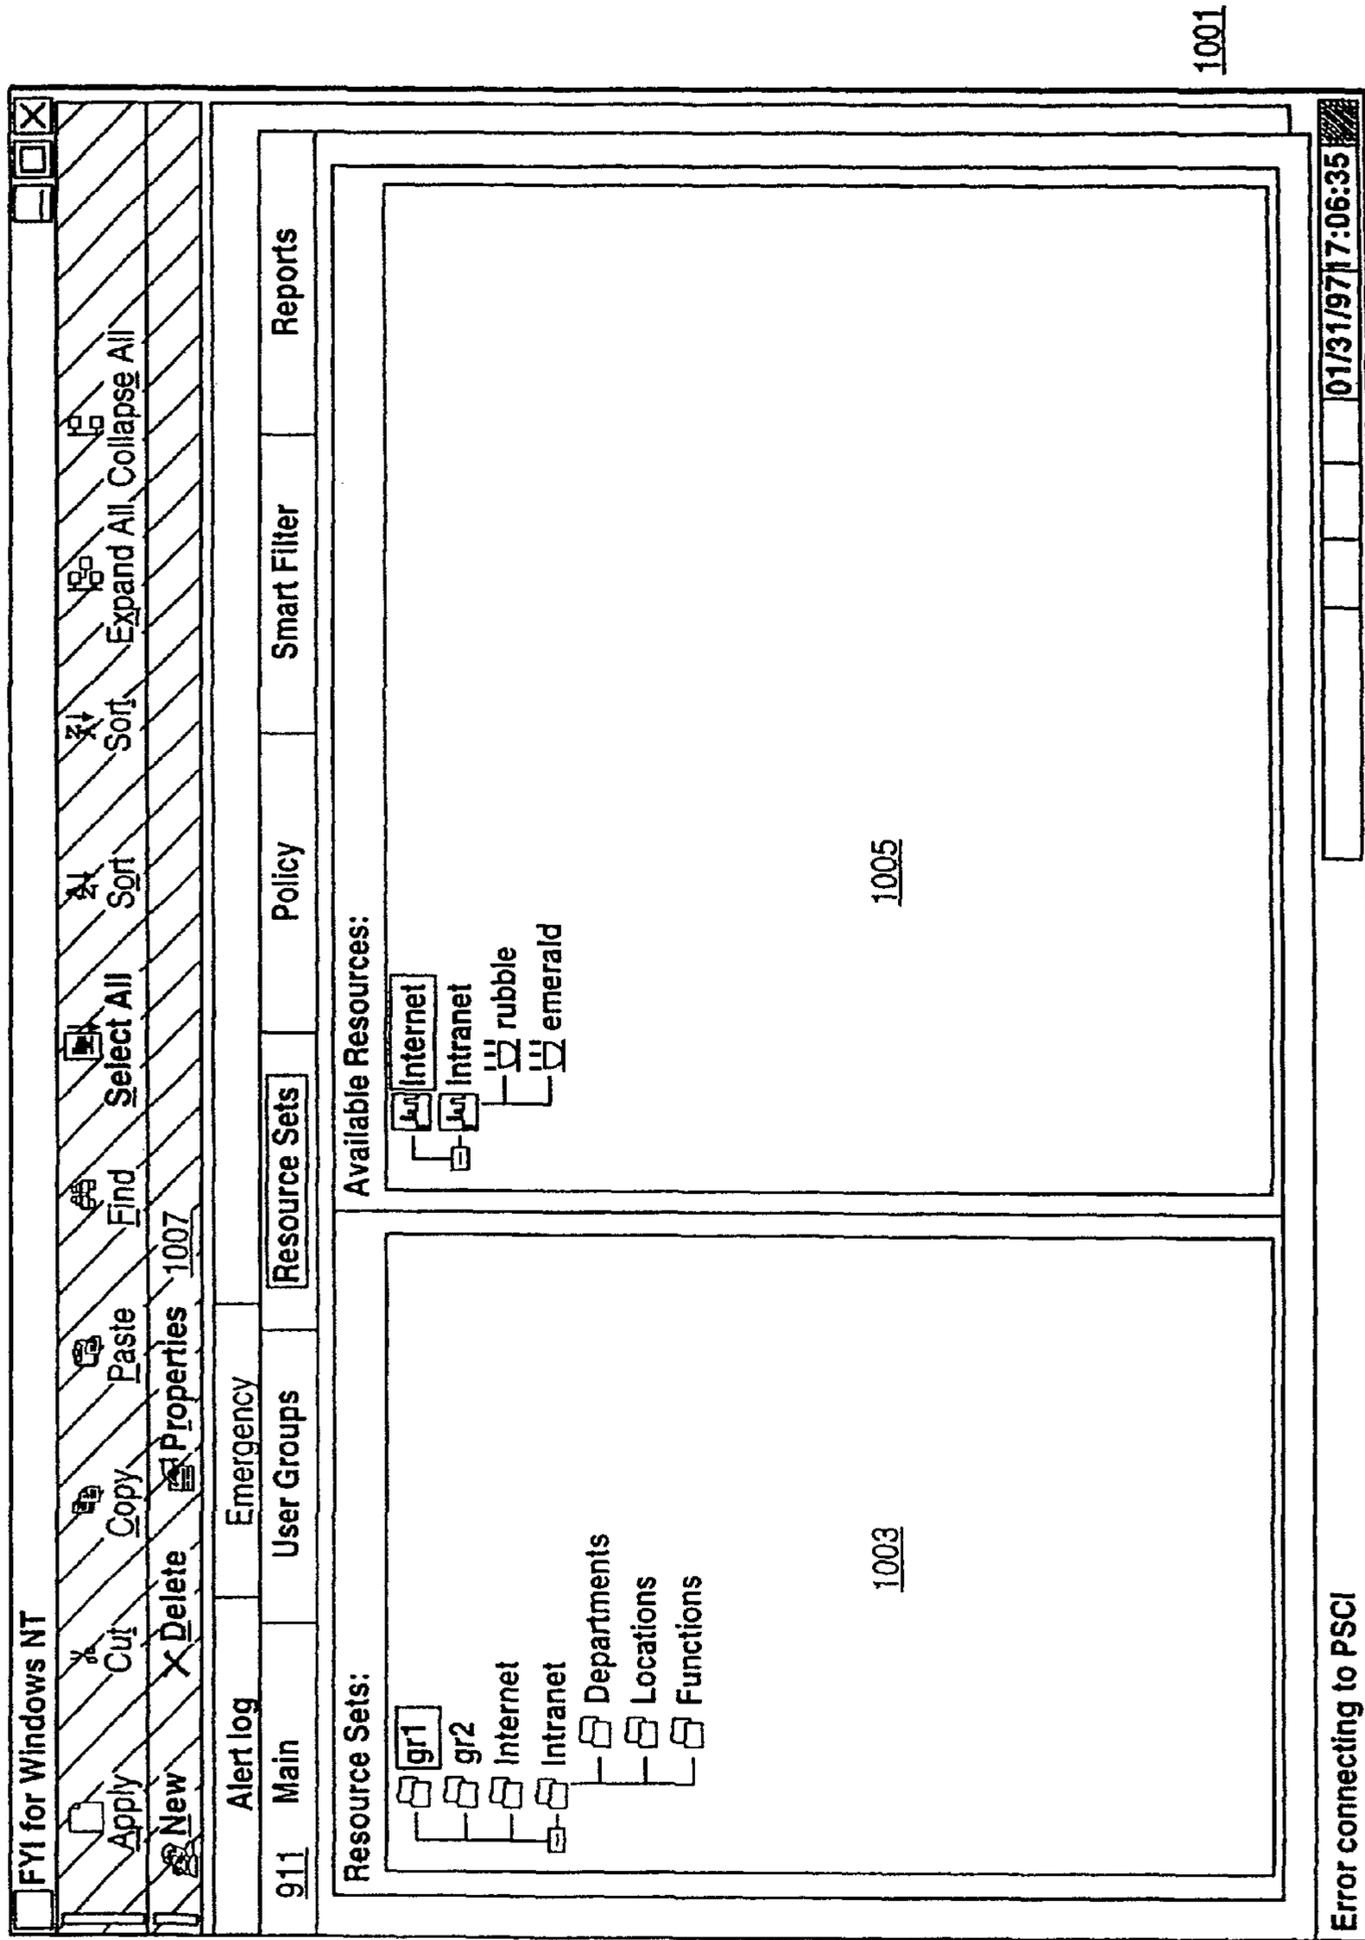 FYI for Windows NT
Apply Cut Copy Paste Find Select All Sort Sort Expand All Collapse All
New Delete Properties 1007
Alert log Emergency
911 Main User Groups Resource Sets Policy Smart Filter Reports
Resource Sets:
gr1
gr2
Internet
Intranet
Departments
Locations
Functions
1003
Available Resources:
Internet
Intranet
rubble
emerald
1005
Error connecting to PSCI
01/31/97 17:06:35
1001